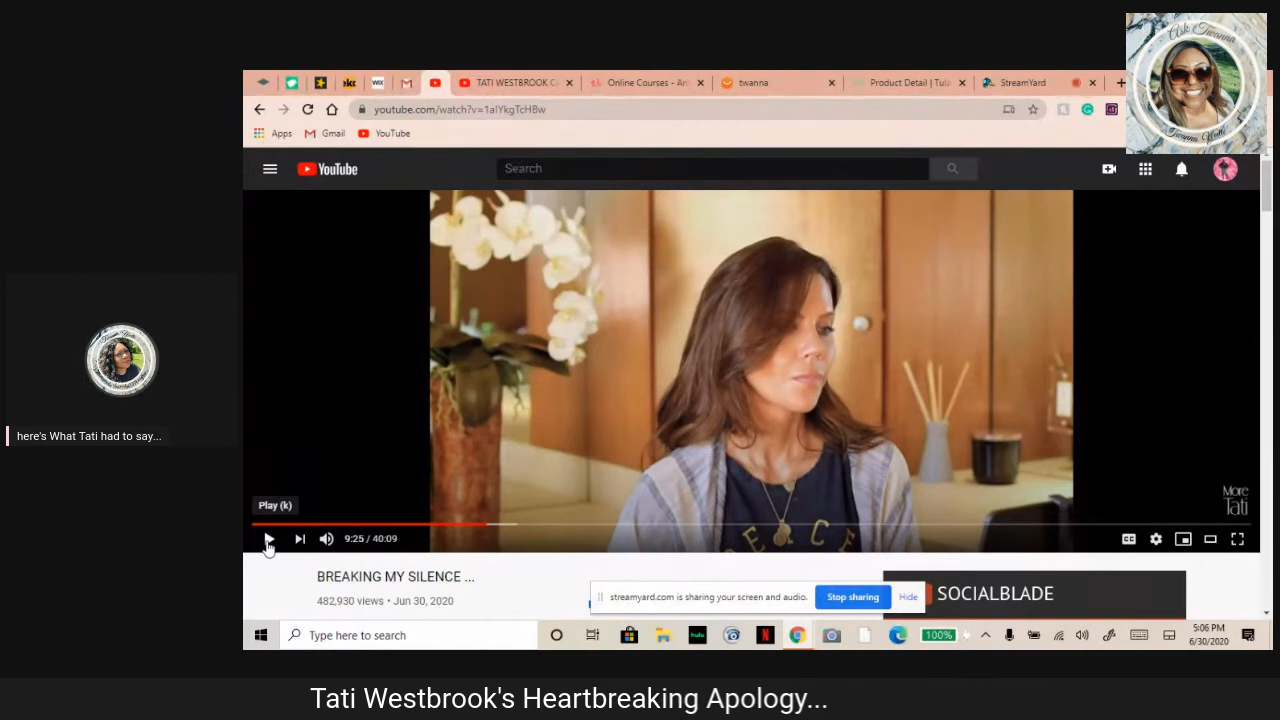 Ask Twanna
TATI WESTBROOK
Online Courses - An
twanna
Product Detail | Tula
StreamYard
youtube.com/watch?v=1alYkgTcHBw
Apps
Gmail
YouTube
YouTube
Search
here's What Tati had to say...
PEACE
More
Tati
Play (k)
9:25 / 40:09
BREAKING MY SILENCE ...
482,930 views • Jun 30, 2020
streamyard.com is sharing your screen and audio.
Stop sharing
Hide
SOCIALBLADE
Type here to search
hulu
100%
5:06 PM
6/30/2020
Tati Westbrook's Heartbreaking Apology...